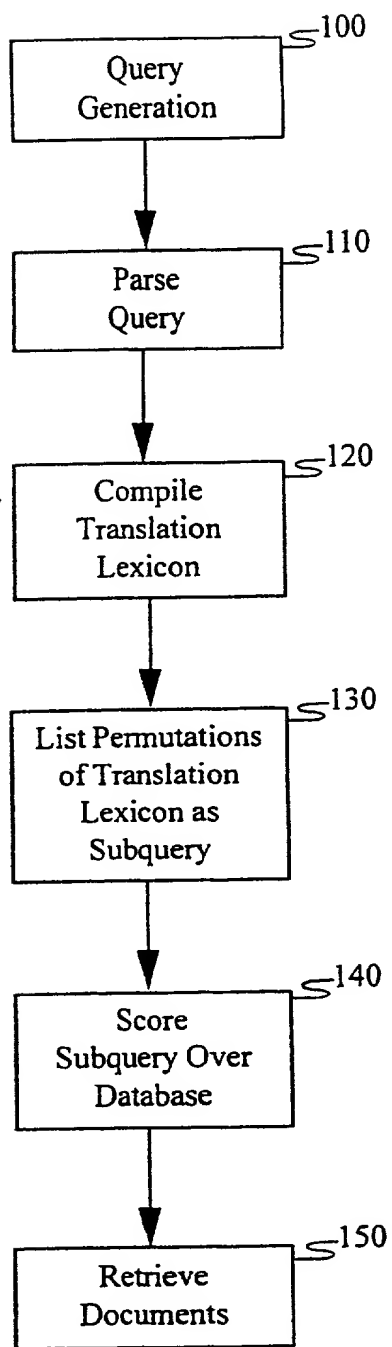 100
Query
Generation
110
Parse
Query
120
Compile
Translation
Lexicon
130
List Permutations
of Translation
Lexicon as
Subquery
140
Score
Subquery Over
Database
150
Retrieve
Documents